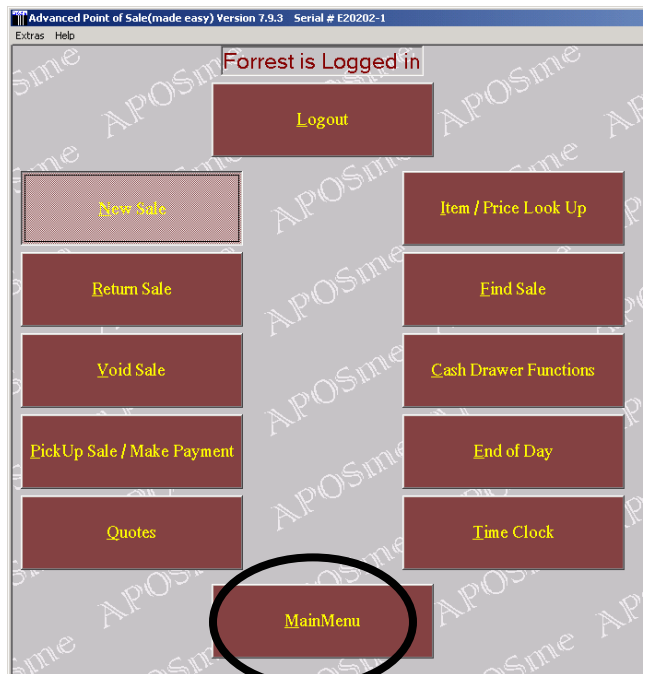 Advanced Point of Sale(made easy) Version 7.9.3 Serial # E20202-1
Extras Help
Forrest is Logged in
Logout
New Sale
Item / Price Look Up
Return Sale
Find Sale
Void Sale
Cash Drawer Functions
PickUp Sale / Make Payment
End of Day
Quotes
Time Clock
MainMenu
APOSme